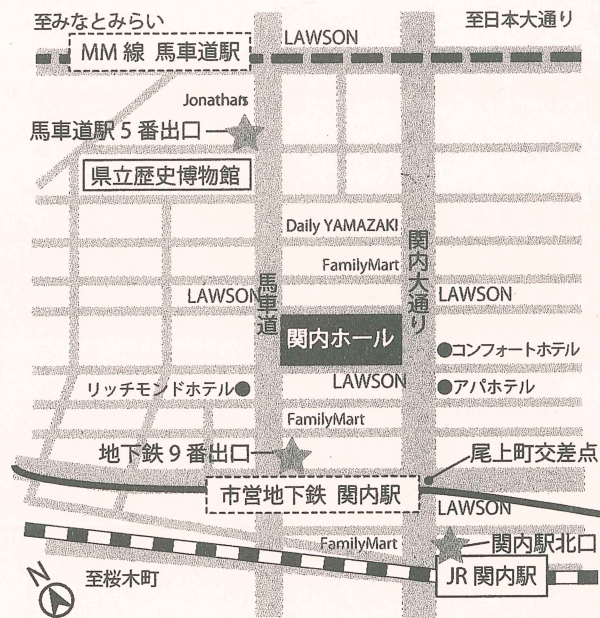 至みなとみらい
LAWSON
至日本大通り
MM線 馬車道駅
Jonathans
馬車道駅5番出口
県立歴史博物館
Daily YAMAZAKI
FamilyMart
関内大通り
馬車道
LAWSON
LAWSON
関内ホール
コンフォートホテル
リッチモンドホテル
LAWSON
アパホテル
FamilyMart
地下鉄9番出口
尾上町交差点
市営地下鉄 関内駅
LAWSON
FamilyMart
関内駅北口
JR関内駅
N
至桜木町